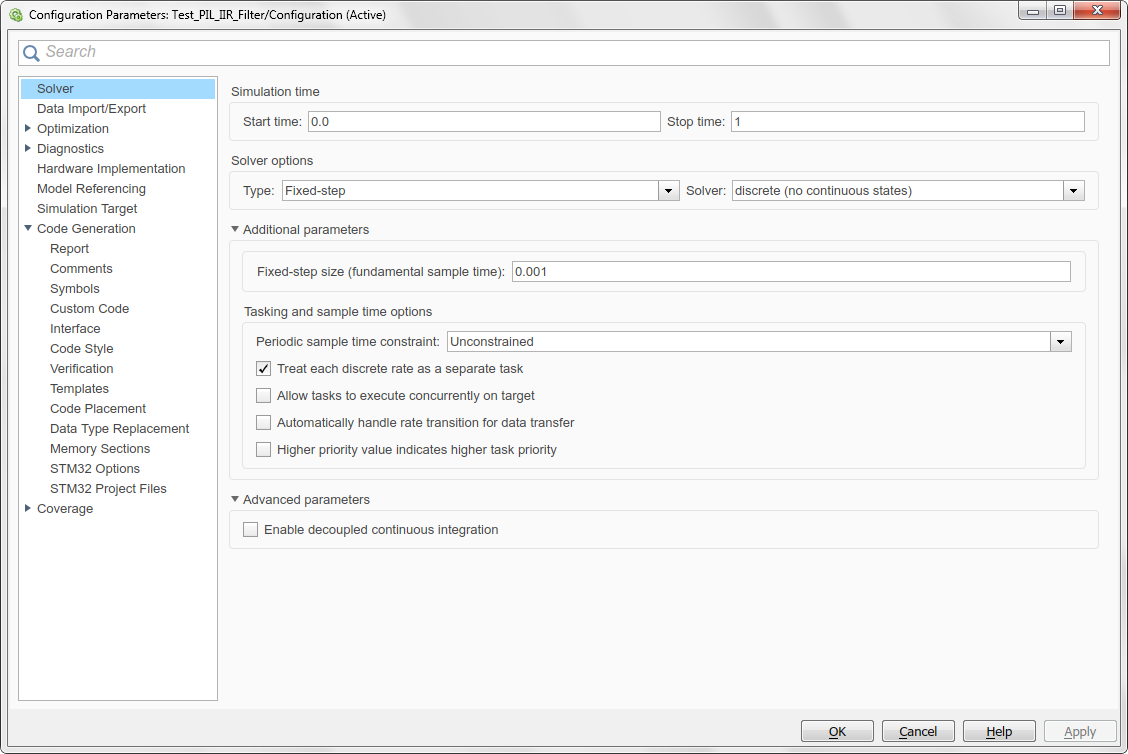 Configuration Parameters: Test_PIL_IIR_Filter/Configuration (Active)
Search
Solver
Data Import/Export
Optimization
Diagnostics
Hardware Implementation
Model Referencing
Simulation Target
Code Generation
Report
Comments
Symbols
Custom Code
Interface
Code Style
Verification
Templates
Code Placement
Data Type Replacement
Memory Sections
STM32 Options
STM32 Project Files
Coverage
Simulation time
Start time: 0.0 Stop time: 1
Solver options
Type: Fixed-step Solver: discrete (no continuous states)
Additional parameters
Fixed-step size (fundamental sample time): 0.001
Tasking and sample time options
Periodic sample time constraint: Unconstrained
Treat each discrete rate as a separate task
Allow tasks to execute concurrently on target
Automatically handle rate transition for data transfer
Higher priority value indicates higher task priority
Advanced parameters
Enable decoupled continuous integration
OK Cancel Help Apply